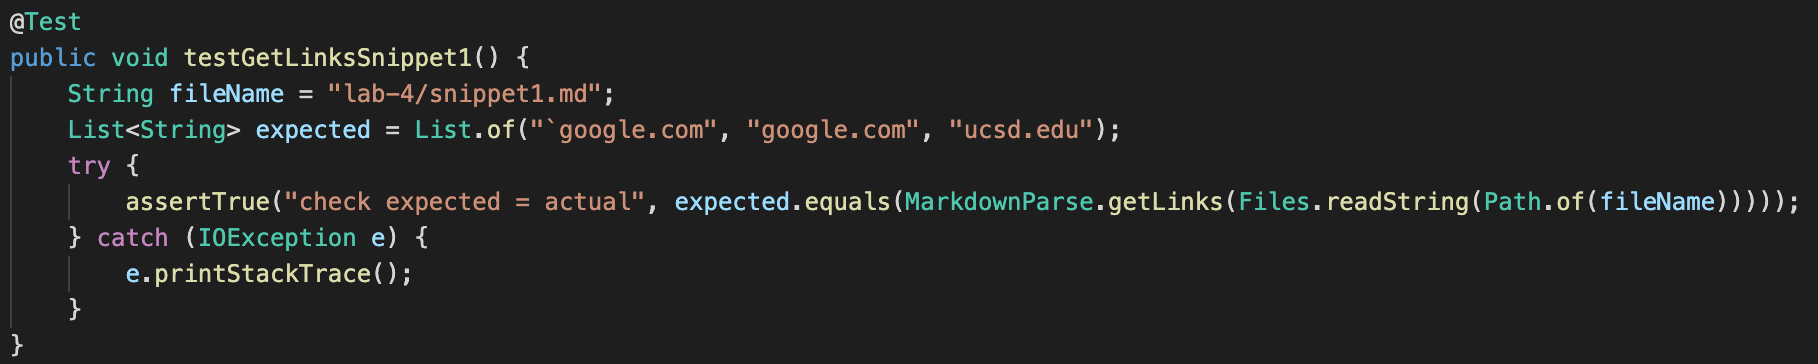 @Test
public void testGetLinksSnippet1() {
    String fileName = "lab-4/snippet1.md";
    List<String> expected = List.of("`google.com", "google.com", "ucsd.edu");
    try {
        assertTrue("check expected = actual", expected.equals(MarkdownParse.getLinks(Files.readString(Path.of(fileName)))));
    } catch (IOException e) {
        e.printStackTrace();
    }
}